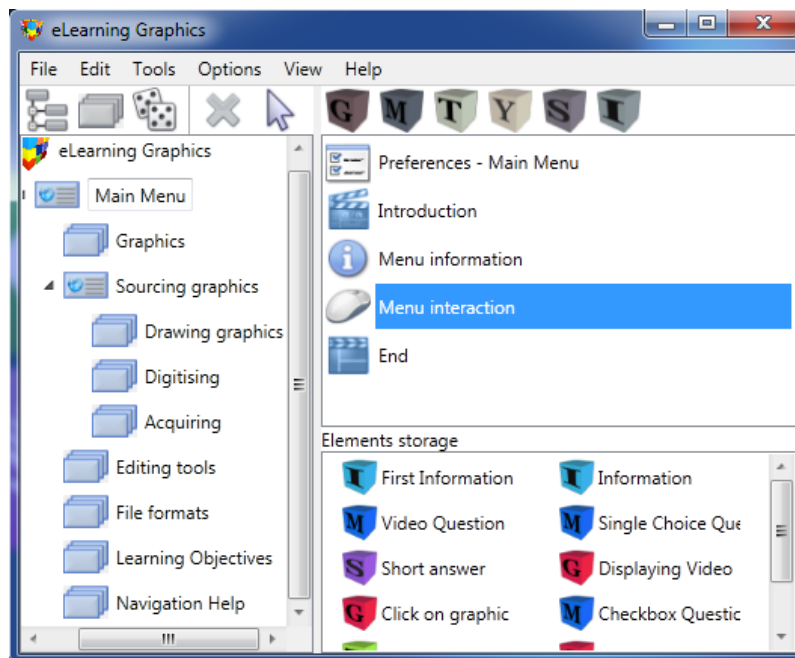 eLearning Graphics
File Edit Tools Options View Help
G M T Y S I
eLearning Graphics
Main Menu
Graphics
Sourcing graphics
Drawing graphics
Digitising
Acquiring
Editing tools
File formats
Learning Objectives
Navigation Help
Preferences - Main Menu
Introduction
Menu information
Menu interaction
End
Elements storage
I First Information I Information
M Video Question M Single Choice Que
S Short answer G Displaying Video
G Click on graphic M Checkbox Questic